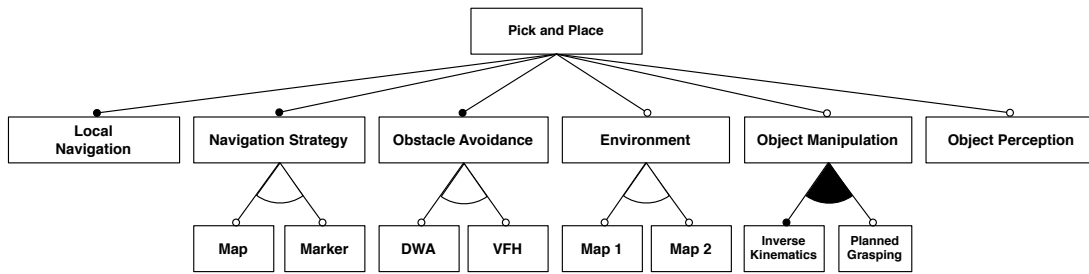 Pick and Place
Local
Navigation
Navigation Strategy
Obstacle Avoidance
Environment
Object Manipulation
Object Perception
Map
Marker
DWA
VFH
Map 1
Map 2
Inverse
Kinematics
Planned
Grasping